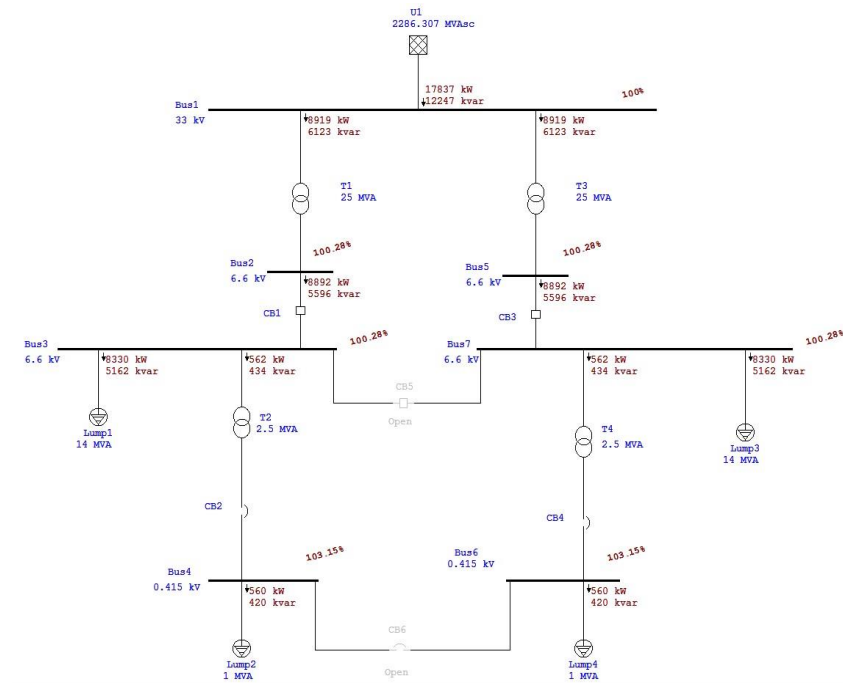 U1
2286.307 MVAsc
17837 kW
12247 kvar
100%
Bus1
33 kV
8919 kW
6123 kvar
8919 kW
6123 kvar
T1
25 MVA
T3
25 MVA
100.28%
100.28%
Bus2
6.6 kV
8892 kW
5596 kvar
Bus5
6.6 kV
8892 kW
5596 kvar
CB1
CB3
100.28%
100.28%
Bus3
6.6 kV
8330 kW
5162 kvar
562 kW
434 kvar
Bus7
6.6 kV
562 kW
434 kvar
8330 kW
5162 kvar
CB5
Open
Lump1
14 MVA
T2
2.5 MVA
T4
2.5 MVA
Lump3
14 MVA
CB2
CB4
103.15%
103.15%
Bus4
0.415 kV
Bus6
0.415 kV
560 kW
420 kvar
560 kW
420 kvar
CB6
Open
Lump2
1 MVA
Lump4
1 MVA